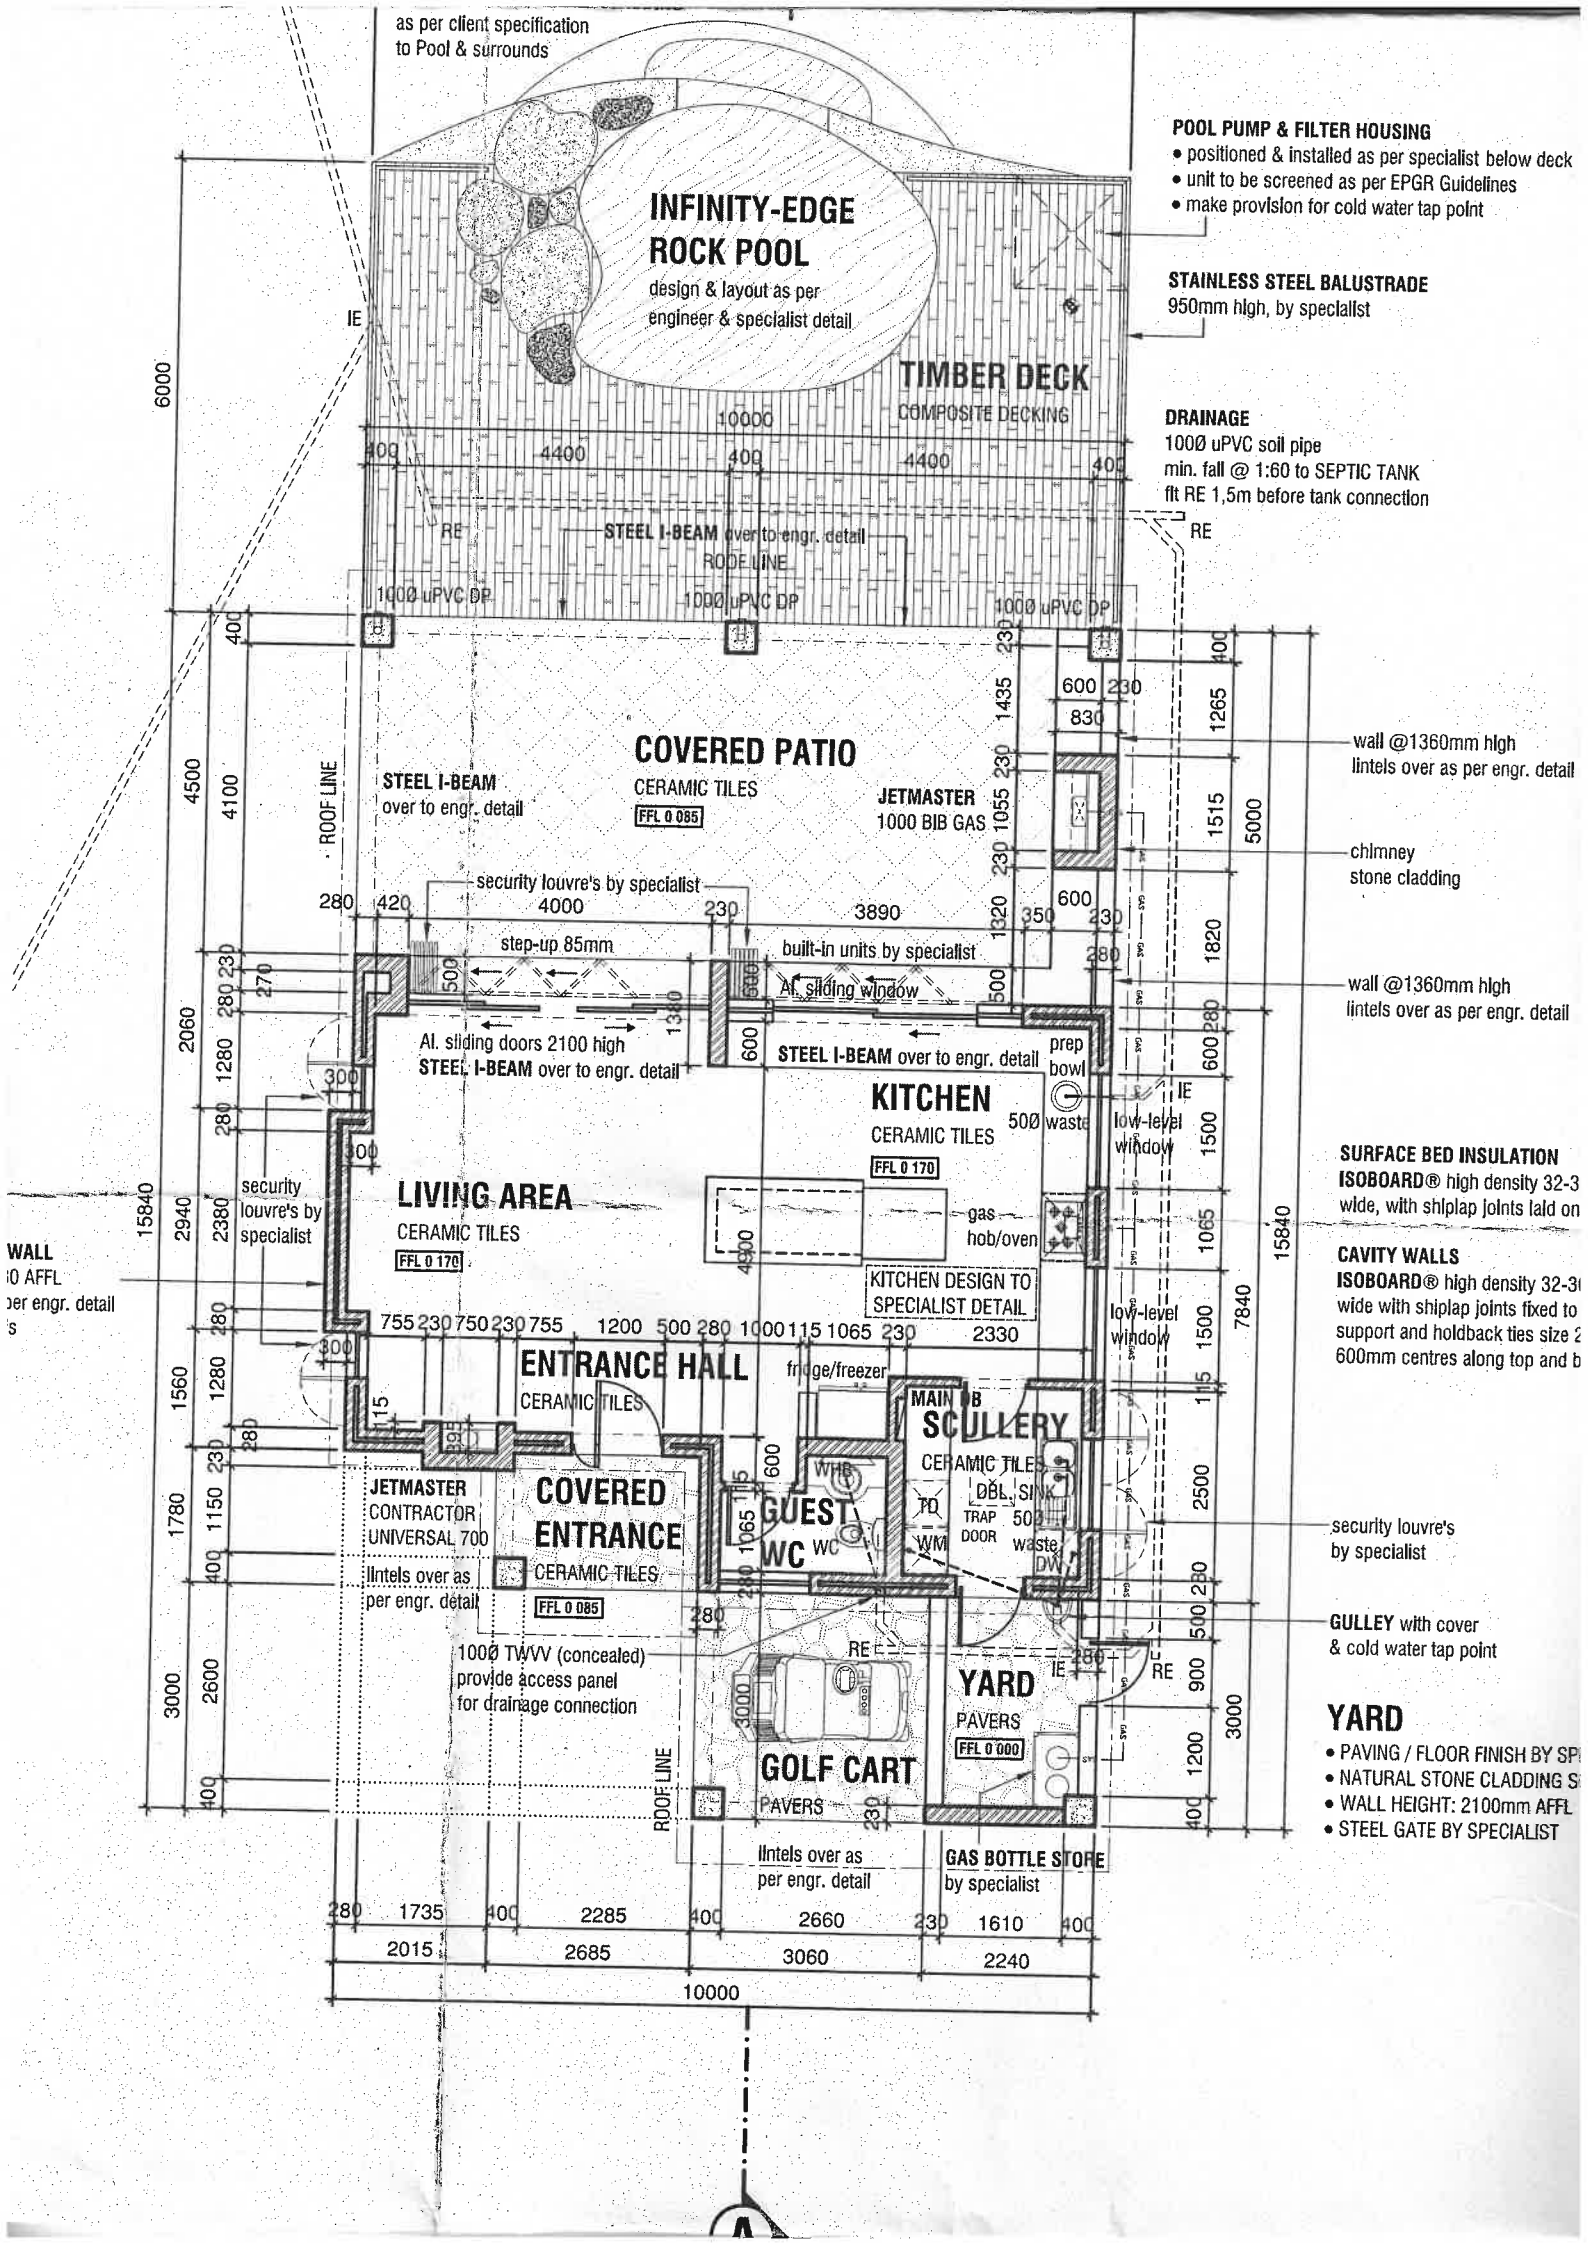 as per client specification
to Pool & surrounds
POOL PUMP & FILTER HOUSING
• positioned & installed as per specialist below deck
• unit to be screened as per EPGR Guidelines
• make provision for cold water tap point
INFINITY-EDGE
ROCK POOL
design & layout as per
engineer & specialist detail
STAINLESS STEEL BALUSTRADE
950mm high, by specialist
IE
6000
TIMBER DECK
COMPOSITE DECKING
10000
400 4400 400 4400 400
DRAINAGE
100Ø uPVC soil pipe
min. fall @ 1:60 to SEPTIC TANK
fit RE 1,5m before tank connection
RE
RE
STEEL I-BEAM over to engr. detail
ROOF LINE
100Ø uPVC DP
100Ø uPVC DP
100Ø uPVC DP
400
4500
4100
ROOF LINE
230
1435
600 230
830
400
1265
COVERED PATIO
CERAMIC TILES
FFL 0 085
STEEL I-BEAM
over to engr. detail
JETMASTER
1000 BIB GAS
230
1055
230
1515
5000
wall @1360mm high
lintels over as per engr. detail
chimney
stone cladding
security louvre's by specialist
280 420 4000 230 3890 350
1320
600
230
280
1820
step-up 85mm
built-in units by specialist
Al. sliding window
500
500
500
1380
600
wall @1360mm high
lintels over as per engr. detail
230
280
270
280
2060
1280
280
300
300
Al. sliding doors 2100 high
STEEL I-BEAM over to engr. detail
STEEL I-BEAM over to engr. detail
prep
bowl
280
600
KITCHEN
CERAMIC TILES
FFL 0 170
50Ø waste
IE
low-level
window
1500
security
louvre's by
specialist
LIVING AREA
CERAMIC TILES
FFL 0 170
15840
2940
2380
280
4900
gas
hob/oven
KITCHEN DESIGN TO
SPECIALIST DETAIL
1065
15840
7840
SURFACE BED INSULATION
ISOBOARD® high density 32-3
wide, with shiplap joints laid on
CAVITY WALLS
ISOBOARD® high density 32-3
wide with shiplap joints fixed to
support and holdback ties size 2
600mm centres along top and b
WALL
0 AFFL
per engr. detail
s
low-level
window
1500
755 230 750 230 755 1200 500 280 1000 115 1065 230 2330
300
1560
1280
280
115
395
ENTRANCE HALL
CERAMIC TILES
fridge/freezer
MAIN DB
SCULLERY
CERAMIC TILES
DBL. SINK
TD
TRAP
DOOR
50Ø
waste
WM
DW
115
2500
280
230
1780
1150
400
JETMASTER
CONTRACTOR
UNIVERSAL 700
lintels over as
per engr. detail
COVERED
ENTRANCE
CERAMIC TILES
FFL 0 085
600
115
1065
280
WHB
GUEST
WC
WC
security louvre's
by specialist
280
100Ø TWVV (concealed)
provide access panel
for drainage connection
RE
IE
280
RE
500
900
GULLEY with cover
& cold water tap point
3000
2600
400
ROOF LINE
3000
GOLF CART
PAVERS
230
YARD
PAVERS
FFL 0 000
1200
400
3000
YARD
• PAVING / FLOOR FINISH BY SP
• NATURAL STONE CLADDING S
• WALL HEIGHT: 2100mm AFFL
• STEEL GATE BY SPECIALIST
lintels over as
per engr. detail
GAS BOTTLE STORE
by specialist
GAS
280 1735 400 2285 400 2660 230 1610 400
2015 2685 3060 2240
10000
A